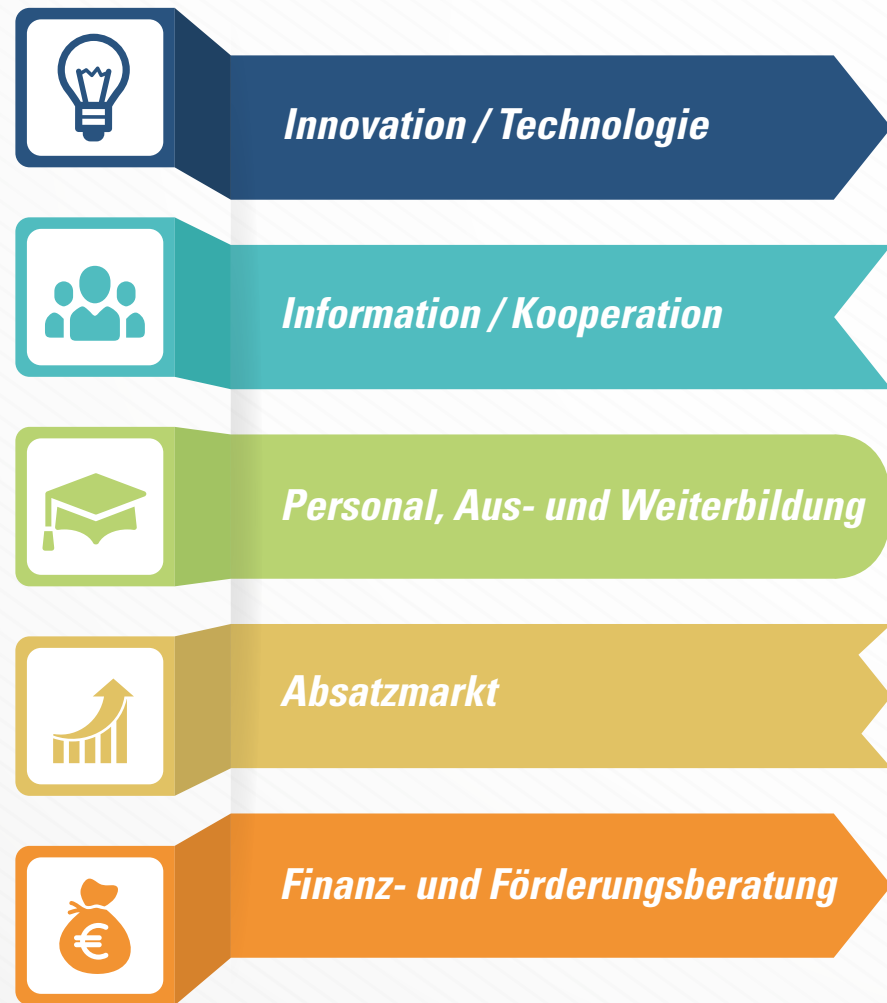 Innovation / Technologie
Information / Kooperation
Personal, Aus- und Weiterbildung
Absatzmarkt
Finanz- und Förderungsberatung
€